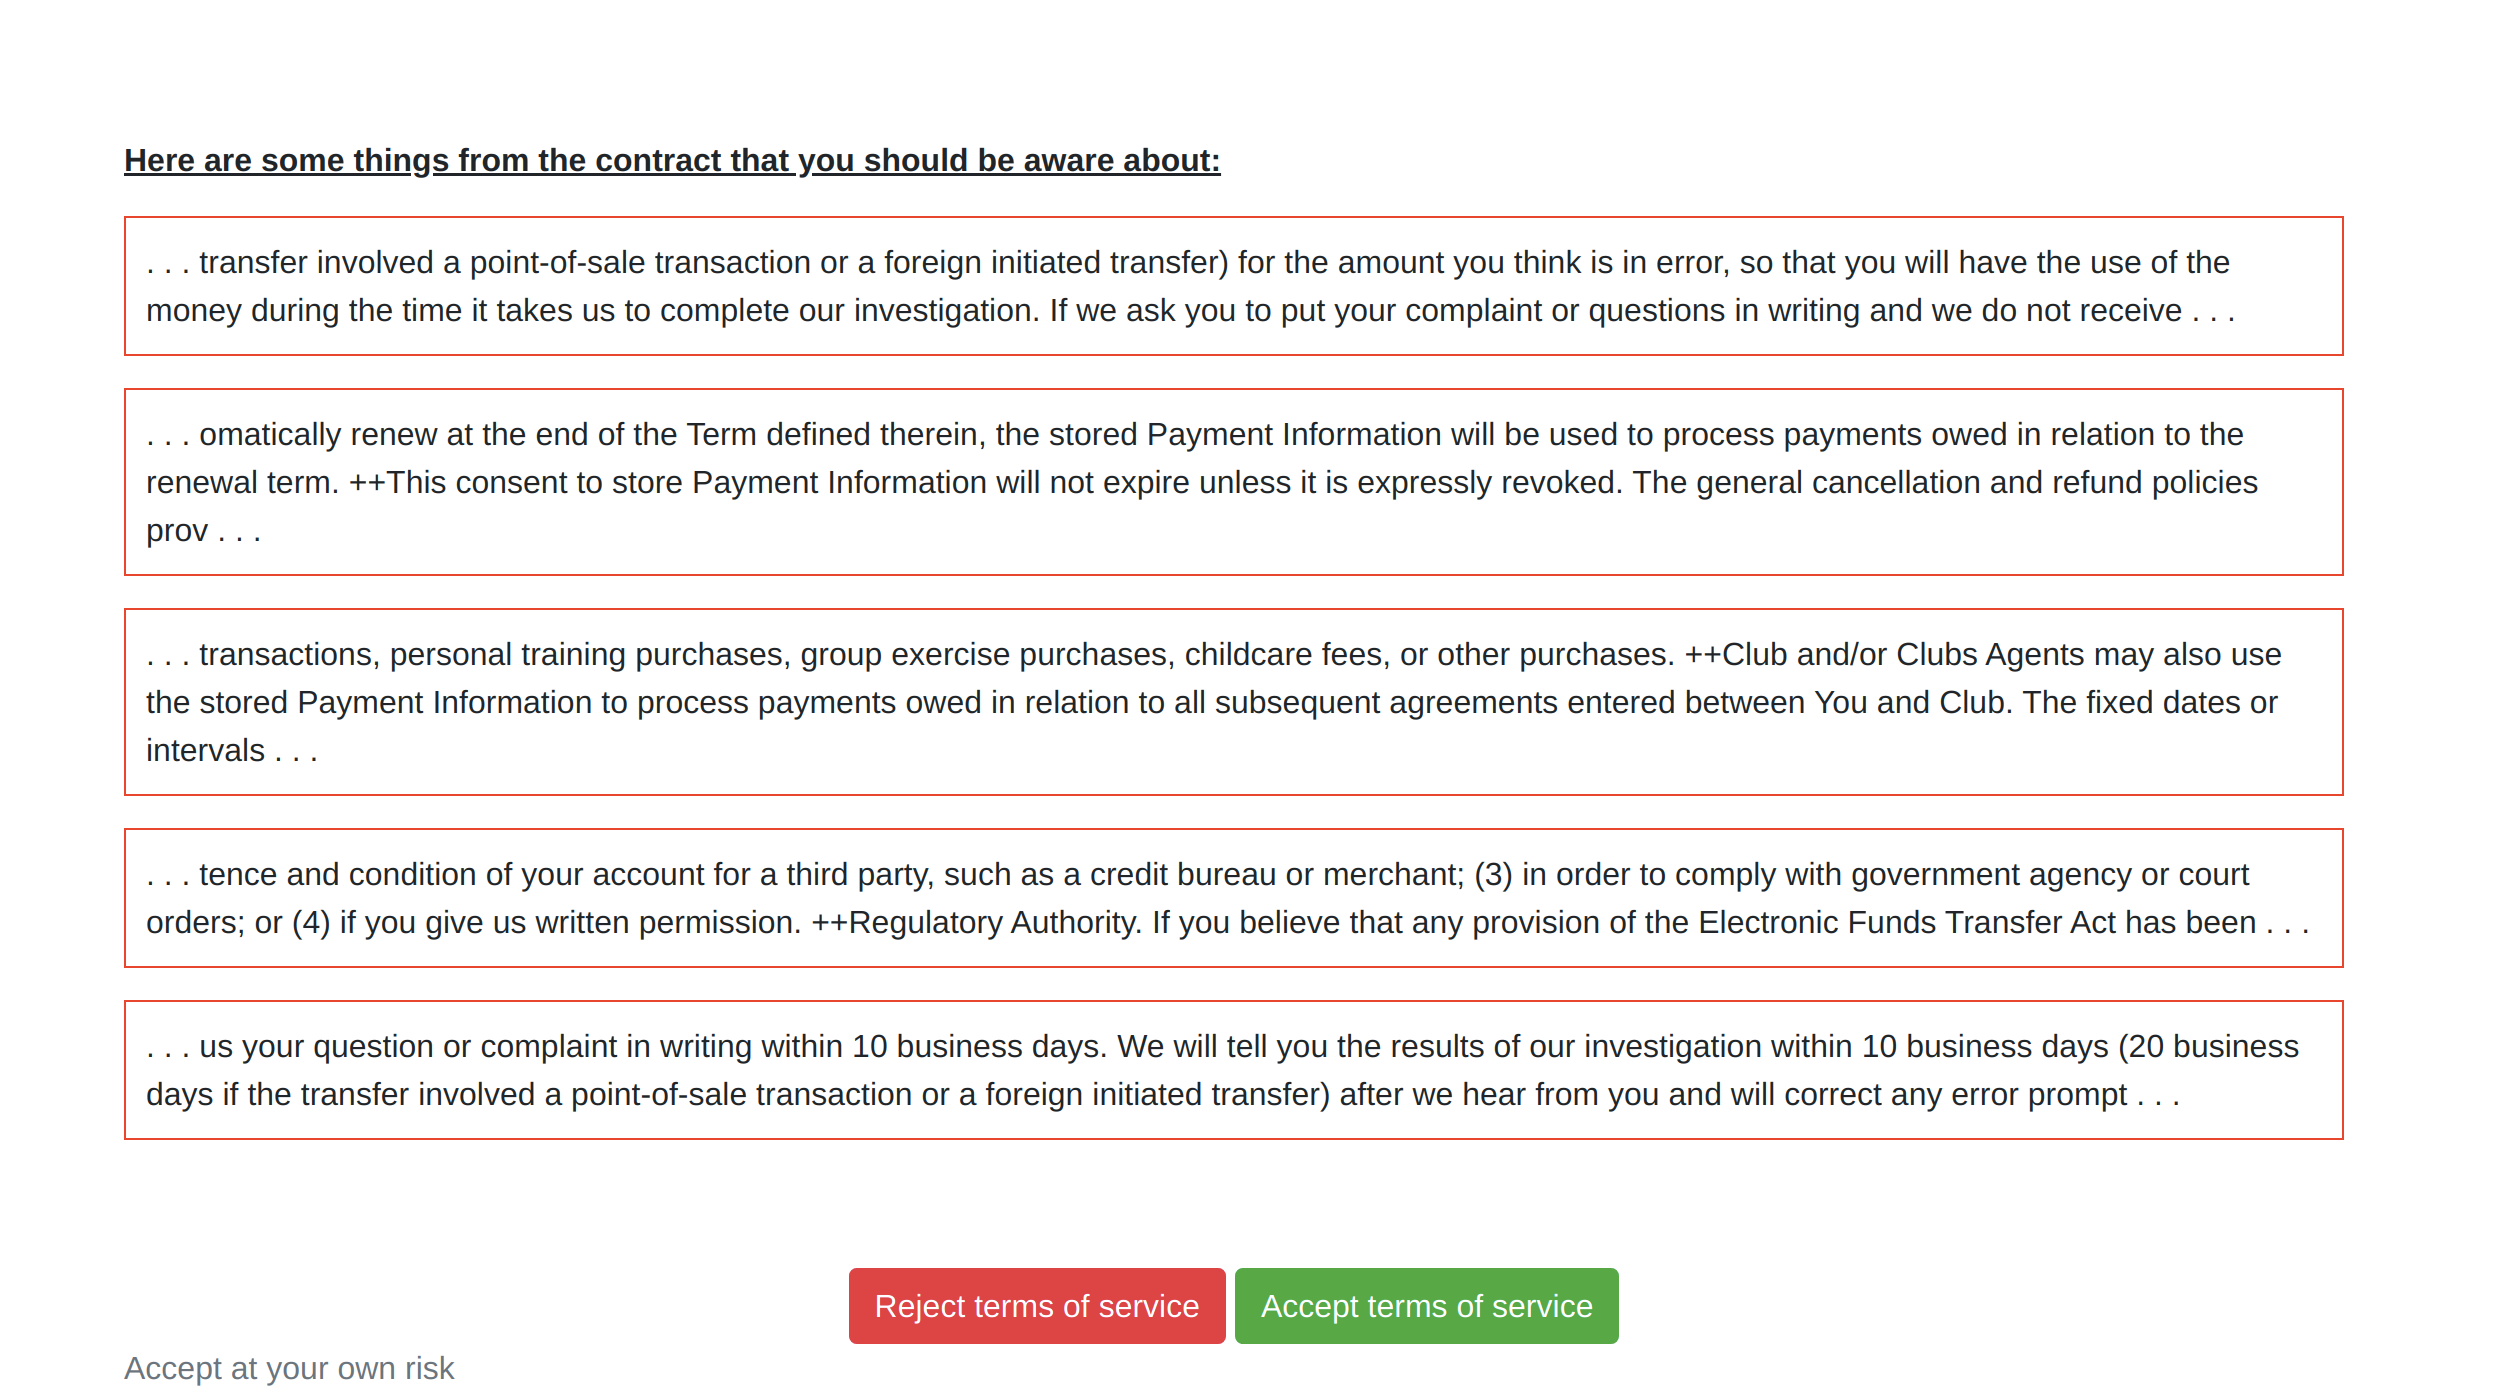 Here are some things from the contract that you should be aware about:
. . . transfer involved a point-of-sale transaction or a foreign initiated transfer) for the amount you think is in error, so that you will have the use of the
money during the time it takes us to complete our investigation. If we ask you to put your complaint or questions in writing and we do not receive . . .
. . . omatically renew at the end of the Term defined therein, the stored Payment Information will be used to process payments owed in relation to the
renewal term. ++This consent to store Payment Information will not expire unless it is expressly revoked. The general cancellation and refund policies
prov . . .
. . . transactions, personal training purchases, group exercise purchases, childcare fees, or other purchases. ++Club and/or Clubs Agents may also use
the stored Payment Information to process payments owed in relation to all subsequent agreements entered between You and Club. The fixed dates or
intervals . . .
. . . tence and condition of your account for a third party, such as a credit bureau or merchant; (3) in order to comply with government agency or court
orders; or (4) if you give us written permission. ++Regulatory Authority. If you believe that any provision of the Electronic Funds Transfer Act has been . . .
. . . us your question or complaint in writing within 10 business days. We will tell you the results of our investigation within 10 business days (20 business
days if the transfer involved a point-of-sale transaction or a foreign initiated transfer) after we hear from you and will correct any error prompt . . .
Reject terms of service
Accept terms of service
Accept at your own risk